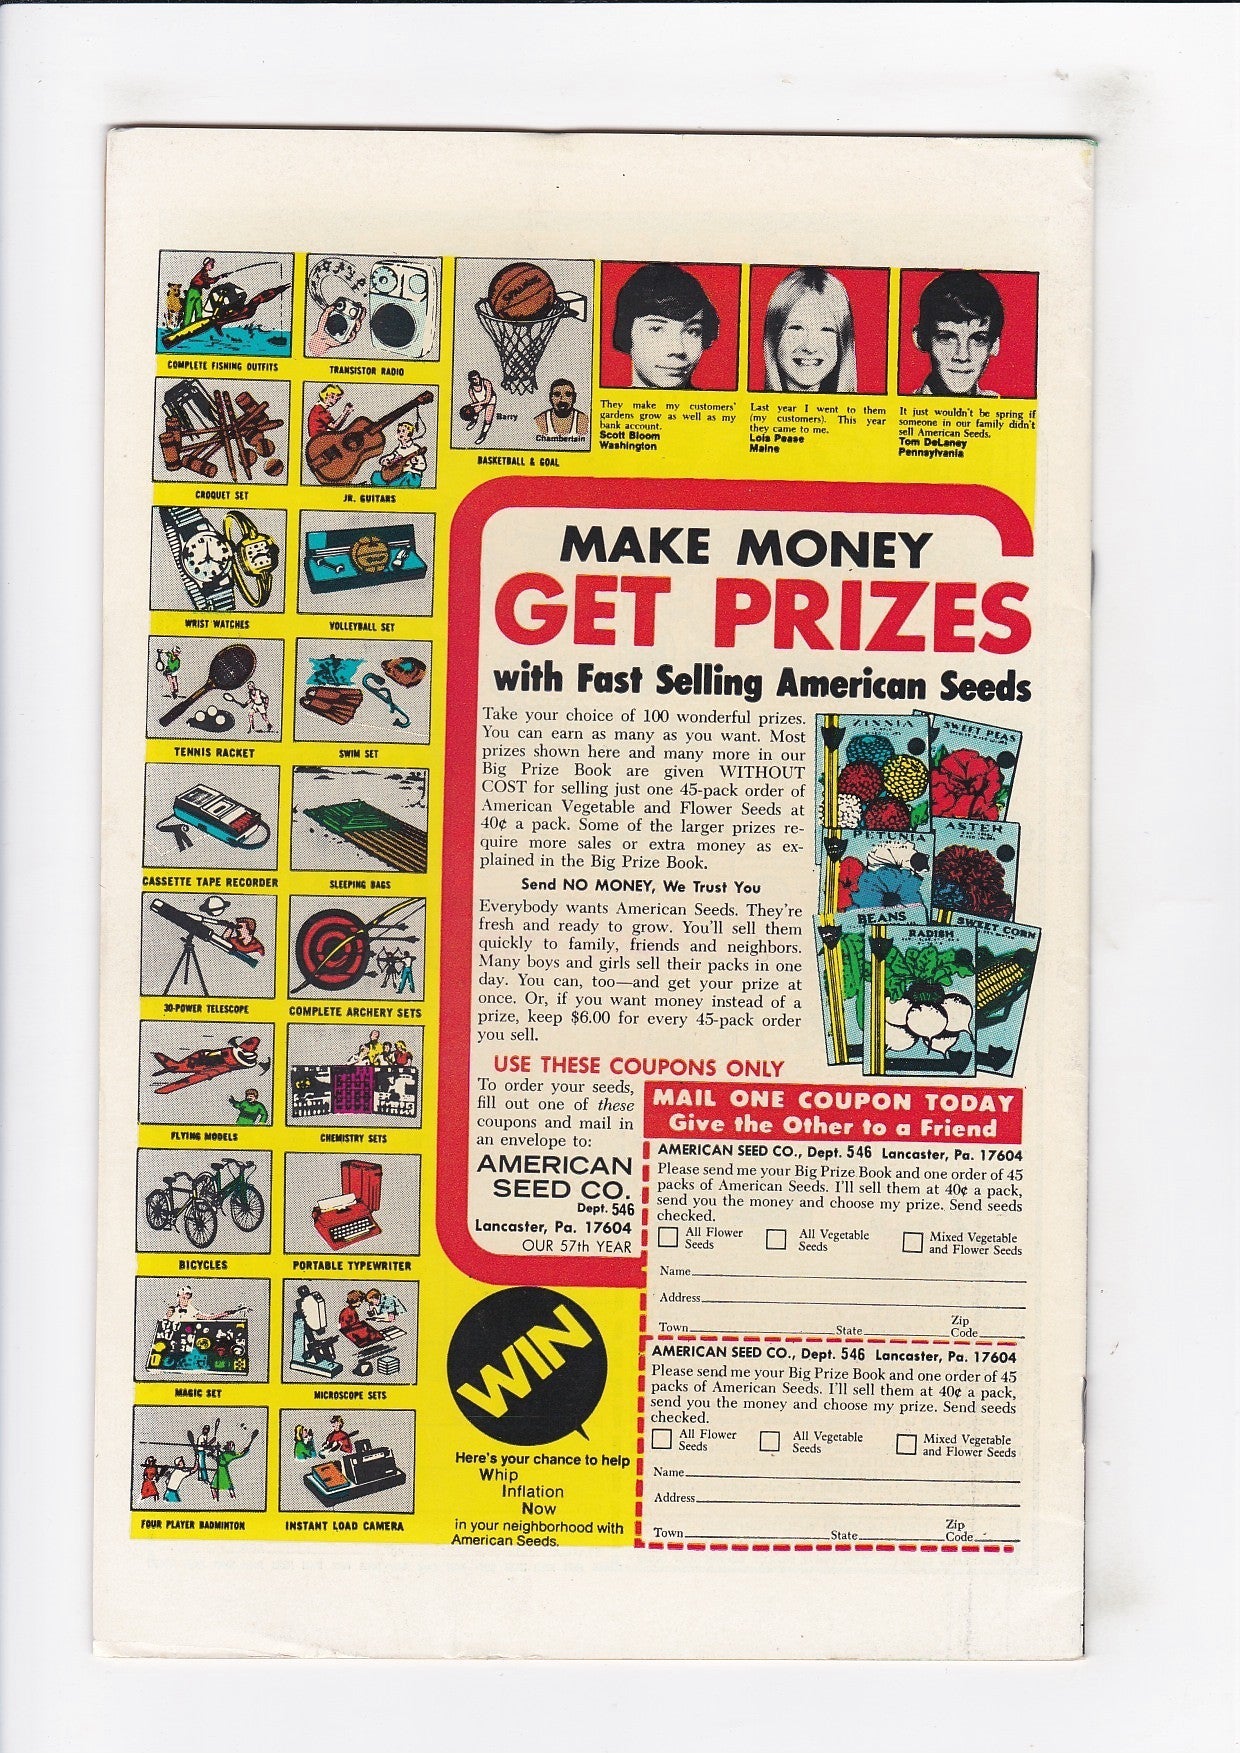 COMPLETE FISHING OUTFITS
TRANSISTOR RADIO
SPALDING
Barry
Chamberlain
BASKETBALL & GOAL
They make my customers'
gardens grow as well as my
bank account.
Scott Bloom
Washington
Last year I went to them
(my customers). This year
they came to me.
Lois Pease
Maine
It just wouldn't be spring if
someone in our family didn't
sell American Seeds.
Tom DeLaney
Pennsylvania
CROQUET SET
JR. GUITARS
WRIST WATCHES
VOLLEYBALL SET
TENNIS RACKET
SWIM SET
CASSETTE TAPE RECORDER
SLEEPING BAGS
30-POWER TELESCOPE
COMPLETE ARCHERY SETS
FLYING MODELS
CHEMISTRY SETS
BICYCLES
PORTABLE TYPEWRITER
MAGIC SET
MICROSCOPE SETS
FOUR PLAYER BADMINTON
INSTANT LOAD CAMERA
MAKE MONEY
GET PRIZES
with Fast Selling American Seeds
Take your choice of 100 wonderful prizes.
You can earn as many as you want. Most
prizes shown here and many more in our
Big Prize Book are given WITHOUT
COST for selling just one 45-pack order of
American Vegetable and Flower Seeds at
40¢ a pack. Some of the larger prizes re-
quire more sales or extra money as ex-
plained in the Big Prize Book.
Send NO MONEY, We Trust You
Everybody wants American Seeds. They're
fresh and ready to grow. You'll sell them
quickly to family, friends and neighbors.
Many boys and girls sell their packs in one
day. You can, too—and get your prize at
once. Or, if you want money instead of a
prize, keep $6.00 for every 45-pack order
you sell.
ZINNIA
SWEET PEAS
PETUNIA
ASTER
BEANS
RADISH
SWEET CORN
USE THESE COUPONS ONLY
To order your seeds,
fill out one of these
coupons and mail in
an envelope to:
AMERICAN
SEED CO.
Dept. 546
Lancaster, Pa. 17604
OUR 57th YEAR
MAIL ONE COUPON TODAY
Give the Other to a Friend
AMERICAN SEED CO., Dept. 546 Lancaster, Pa. 17604
Please send me your Big Prize Book and one order of 45
packs of American Seeds. I'll sell them at 40¢ a pack,
send you the money and choose my prize. Send seeds
checked.
All Flower Seeds
All Vegetable Seeds
Mixed Vegetable and Flower Seeds
Name
Address
Town State Zip Code
AMERICAN SEED CO., Dept. 546 Lancaster, Pa. 17604
Please send me your Big Prize Book and one order of 45
packs of American Seeds. I'll sell them at 40¢ a pack,
send you the money and choose my prize. Send seeds
checked.
All Flower Seeds
All Vegetable Seeds
Mixed Vegetable and Flower Seeds
Name
Address
Town State Zip Code
WIN
Here's your chance to help
Whip
Inflation
Now
in your neighborhood with
American Seeds.